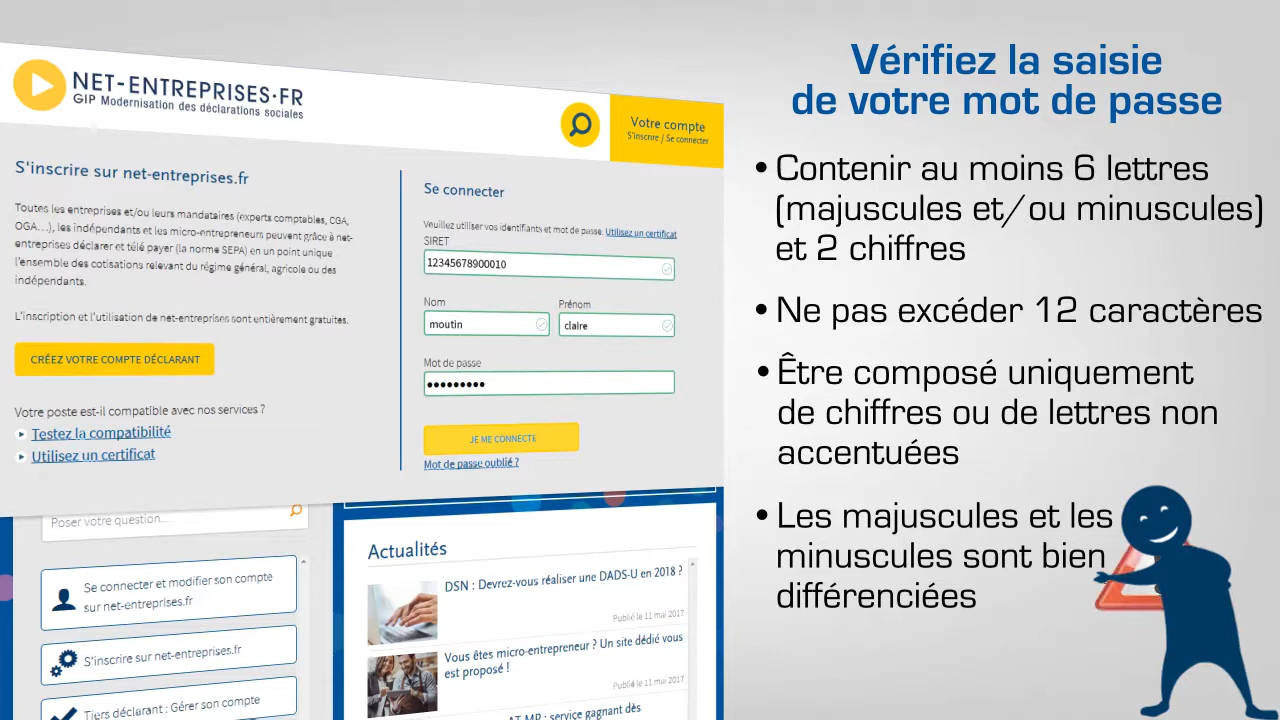 NET-ENTREPRISES·FR
GIP Modernisation des déclarations sociales
Votre compte
S'inscrire / Se connecter
S'inscrire sur net-entreprises.fr
Toutes les entreprises et/ou leurs mandataires (experts comptables, CGA,
OGA…), les indépendants et les micro-entrepreneurs peuvent grâce à net-
entreprises déclarer et télé payer (la norme SEPA) en un point unique
l'ensemble des cotisations relevant du régime général, agricole ou des
indépendants.
L'inscription et l'utilisation de net-entreprises sont entièrement gratuites.
CRÉEZ VOTRE COMPTE DÉCLARANT
Votre poste est-il compatible avec nos services ?
Testez la compatibilité
Utilisez un certificat
Se connecter
Veuillez utiliser vos identifiants et mot de passe. Utilisez un certificat
SIRET
12345678900010
Nom
Prénom
moutin
claire
Mot de passe
•••••••••
JE ME CONNECTE
Mot de passe oublié ?
Poser votre question....
Se connecter et modifier son compte
sur net-entreprises.fr
S'inscrire sur net-entreprises.fr
Tiers déclarant : Gérer son compte
Actualités
DSN : Devrez-vous réaliser une DADS-U en 2018 ?
Publié le 11 mai 2017
Vous êtes micro-entrepreneur ? Un site dédié vous
est proposé !
Publié le 11 mai 2017
AT-MP : service gagnant dès
Vérifiez la saisie
de votre mot de passe
• Contenir au moins 6 lettres
(majuscules et/ou minuscules)
et 2 chiffres
• Ne pas excéder 12 caractères
• Être composé uniquement
de chiffres ou de lettres non
accentuées
• Les majuscules et les
minuscules sont bien
différenciées